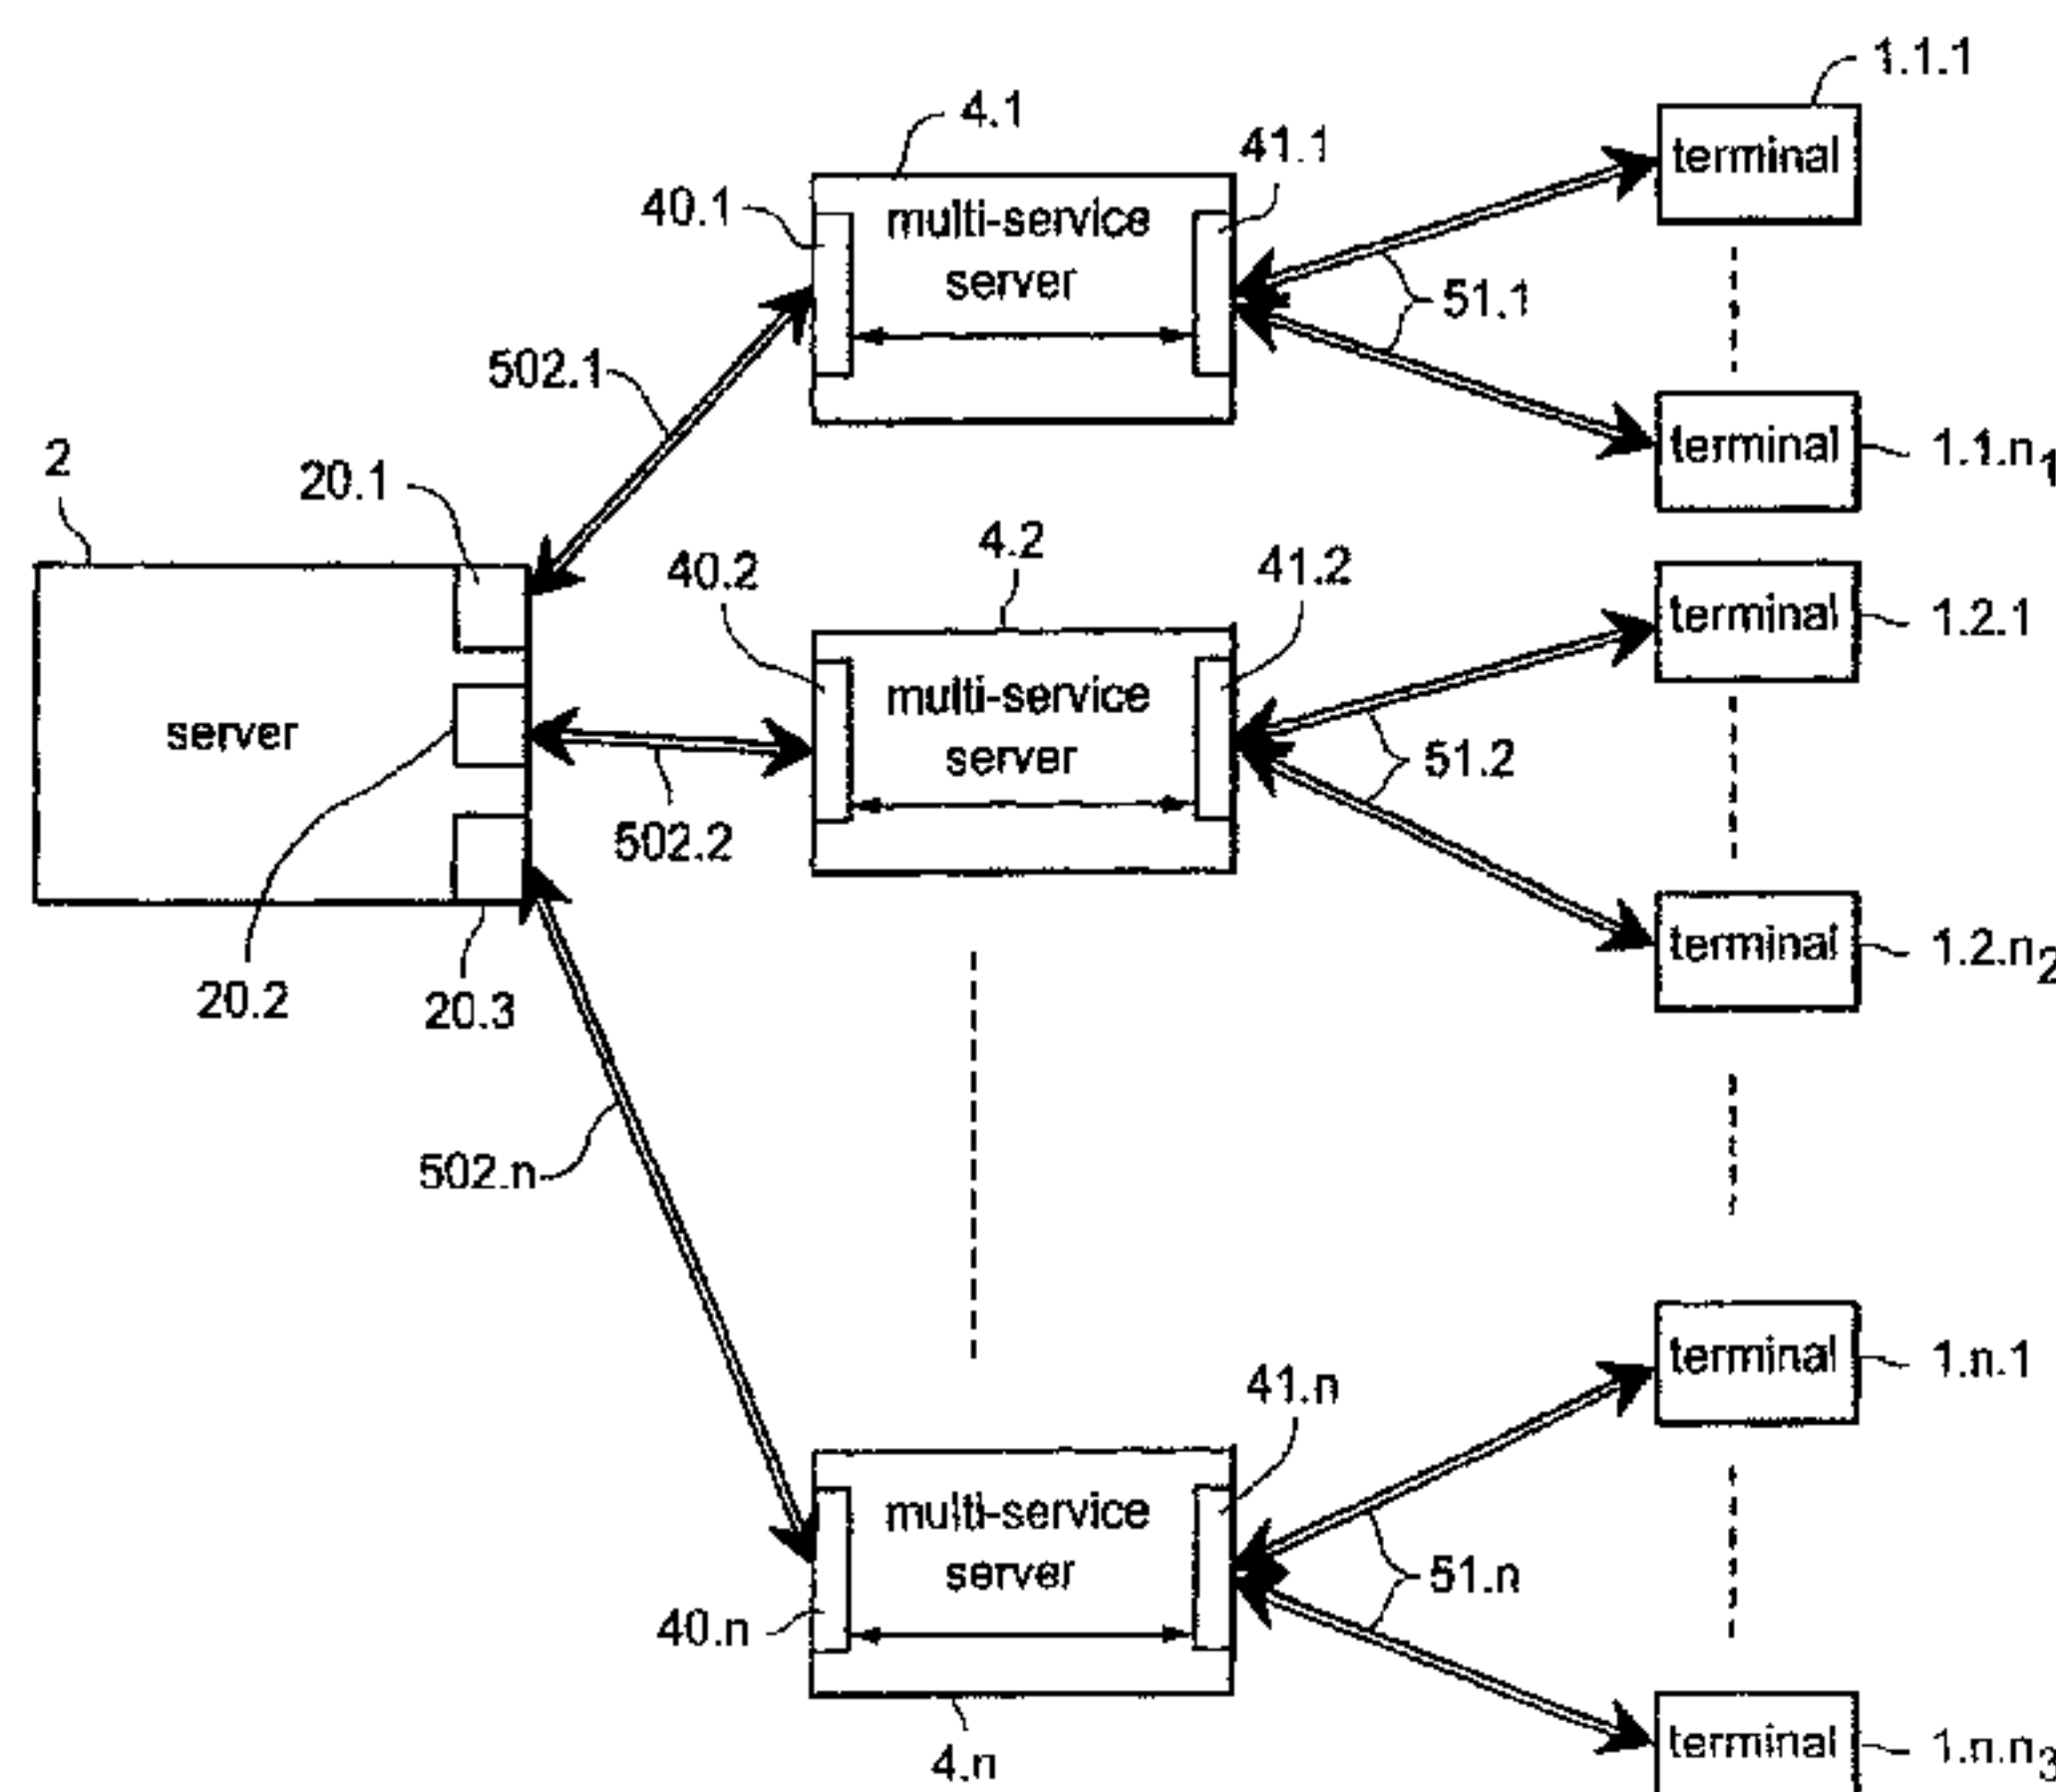 1.1.1
4.1
41.1
terminal
40.1
multi-service
server
51.1
502.1
terminal
1.1.n1
2
20.1
4.2
40.2
41.2
terminal
1.2.1
multi-service
server
server
51.2
502.2
terminal
1.2.n2
20.2
20.3
502.n
terminal
1.n.1
41.n
multi-service
server
51.n
40.n
terminal
1.n.n3
4.n